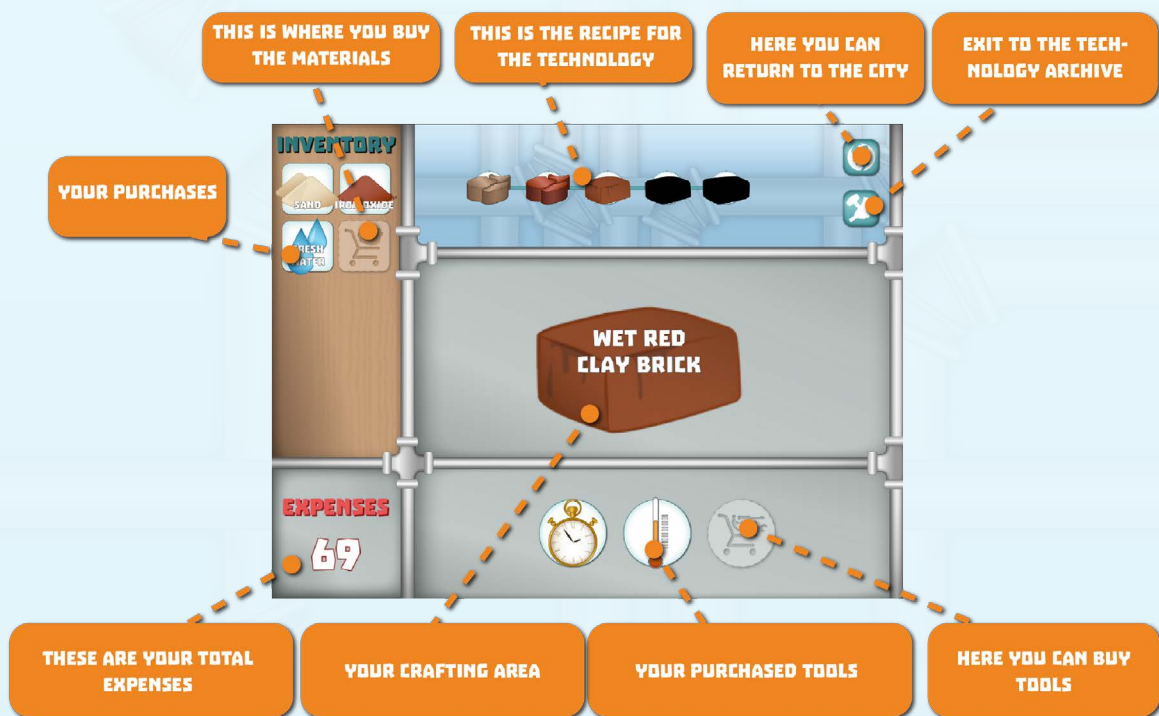 THIS IS WHERE YOU BUY
THE MATERIALS
THIS IS THE RECIPE FOR
THE TECHNOLOGY
HERE YOU CAN
RETURN TO THE CITY
EXIT TO THE TECH-
NOLOGY ARCHIVE
YOUR PURCHASES
INVENTORY
SAND
IRON OXIDE
FRESH
WATER
WET RED
CLAY BRICK
EXPENSES
69
THESE ARE YOUR TOTAL
EXPENSES
YOUR CRAFTING AREA
YOUR PURCHASED TOOLS
HERE YOU CAN BUY
TOOLS